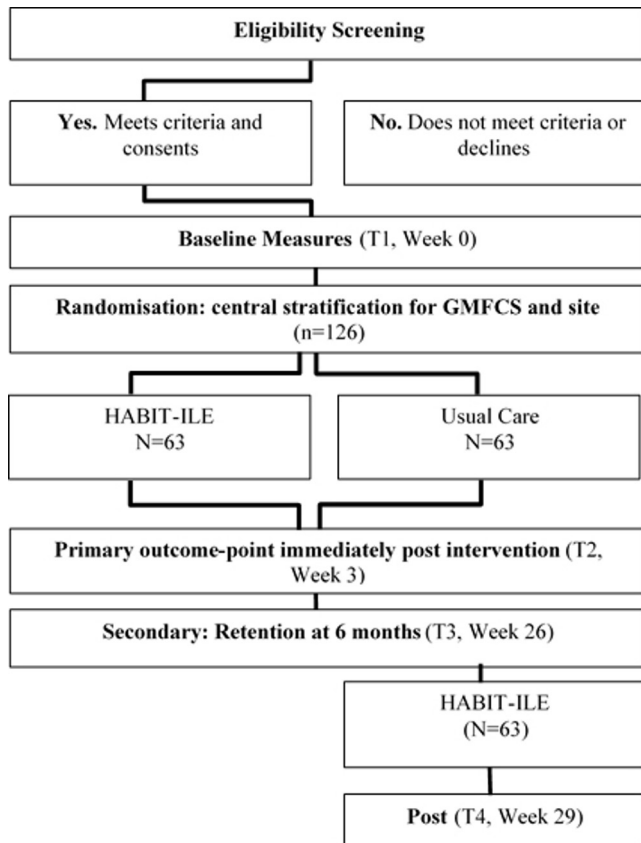 Eligibility Screening
Yes. Meets criteria and
consents
No. Does not meet criteria or
declines
Baseline Measures (T1, Week 0)
Randomisation: central stratification for GMFCS and site
(n=126)
HABIT-ILE
N=63
Usual Care
N=63
Primary outcome-point immediately post intervention (T2,
Week 3)
Secondary: Retention at 6 months (T3, Week 26)
HABIT-ILE
(N=63)
Post (T4, Week 29)